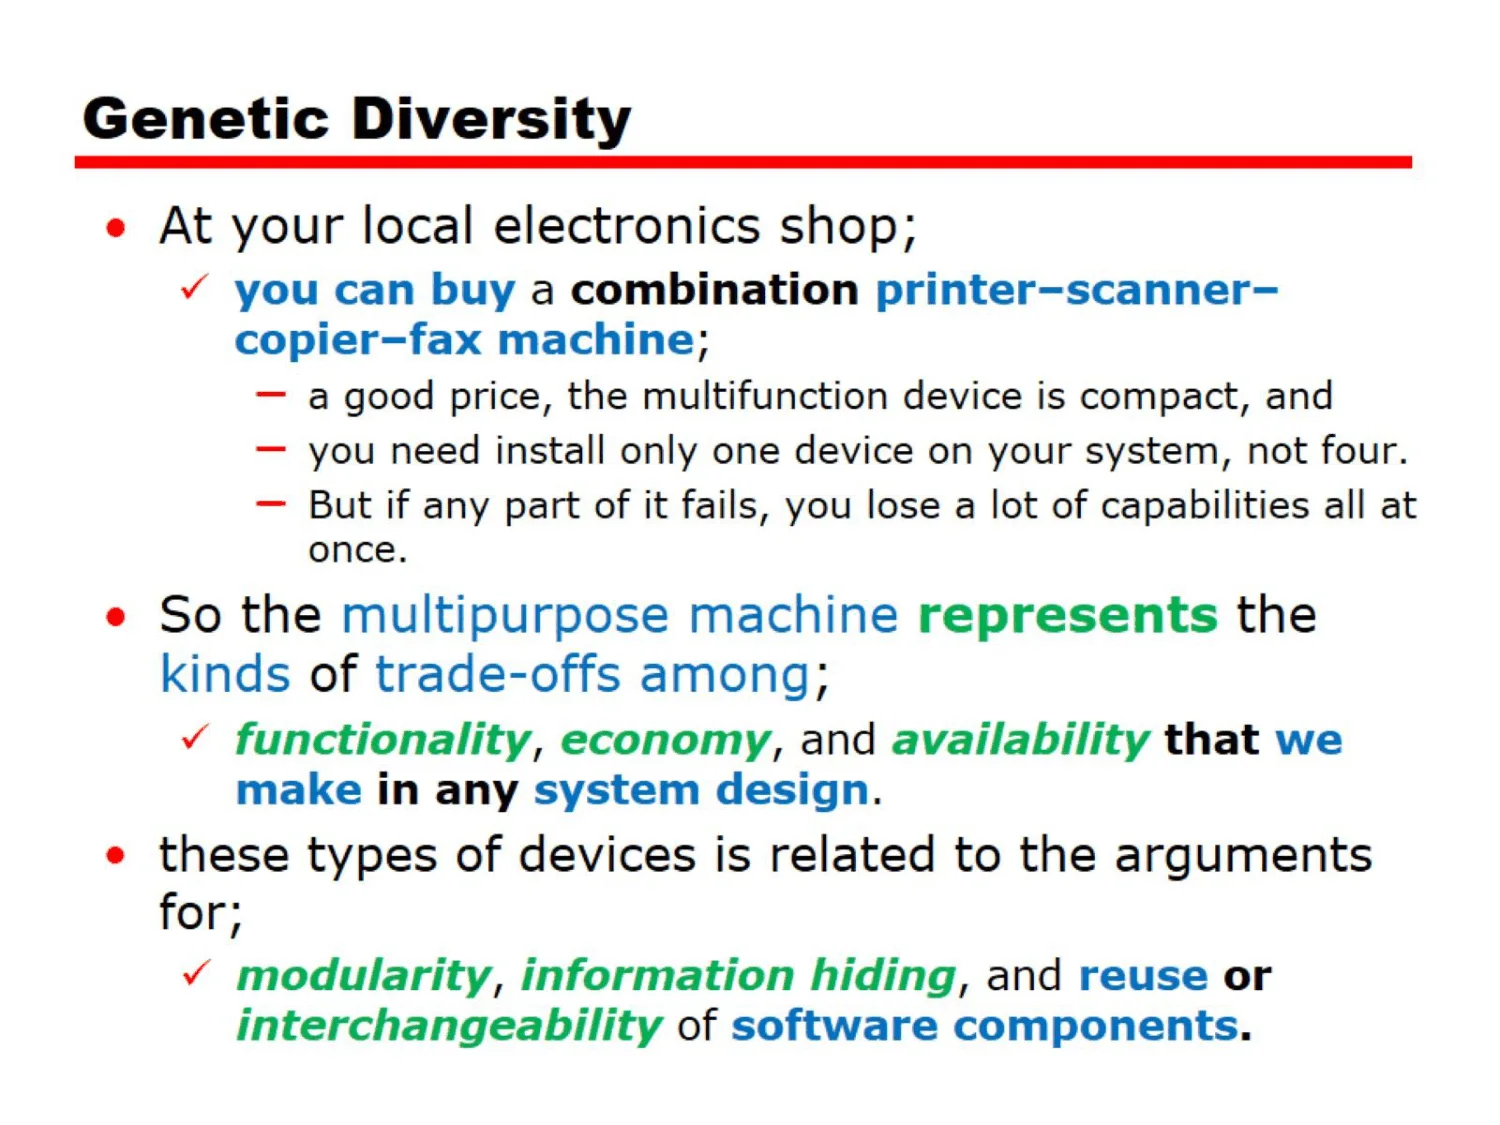 Genetic Diversity
• At your local electronics shop;
✓ you can buy a combination printer–scanner–
copier–fax machine;
– a good price, the multifunction device is compact, and
– you need install only one device on your system, not four.
– But if any part of it fails, you lose a lot of capabilities all at
once.
• So the multipurpose machine represents the
kinds of trade-offs among;
✓ functionality, economy, and availability that we
make in any system design.
• these types of devices is related to the arguments
for;
✓ modularity, information hiding, and reuse or
interchangeability of software components.